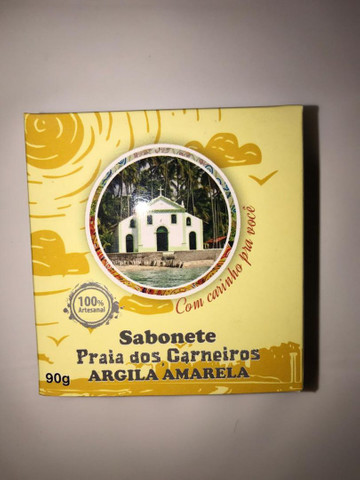 Com carinho pra você
100%
Artesanal
Sabonete
Praia dos Carneiros
ARGILA AMARELA
90g